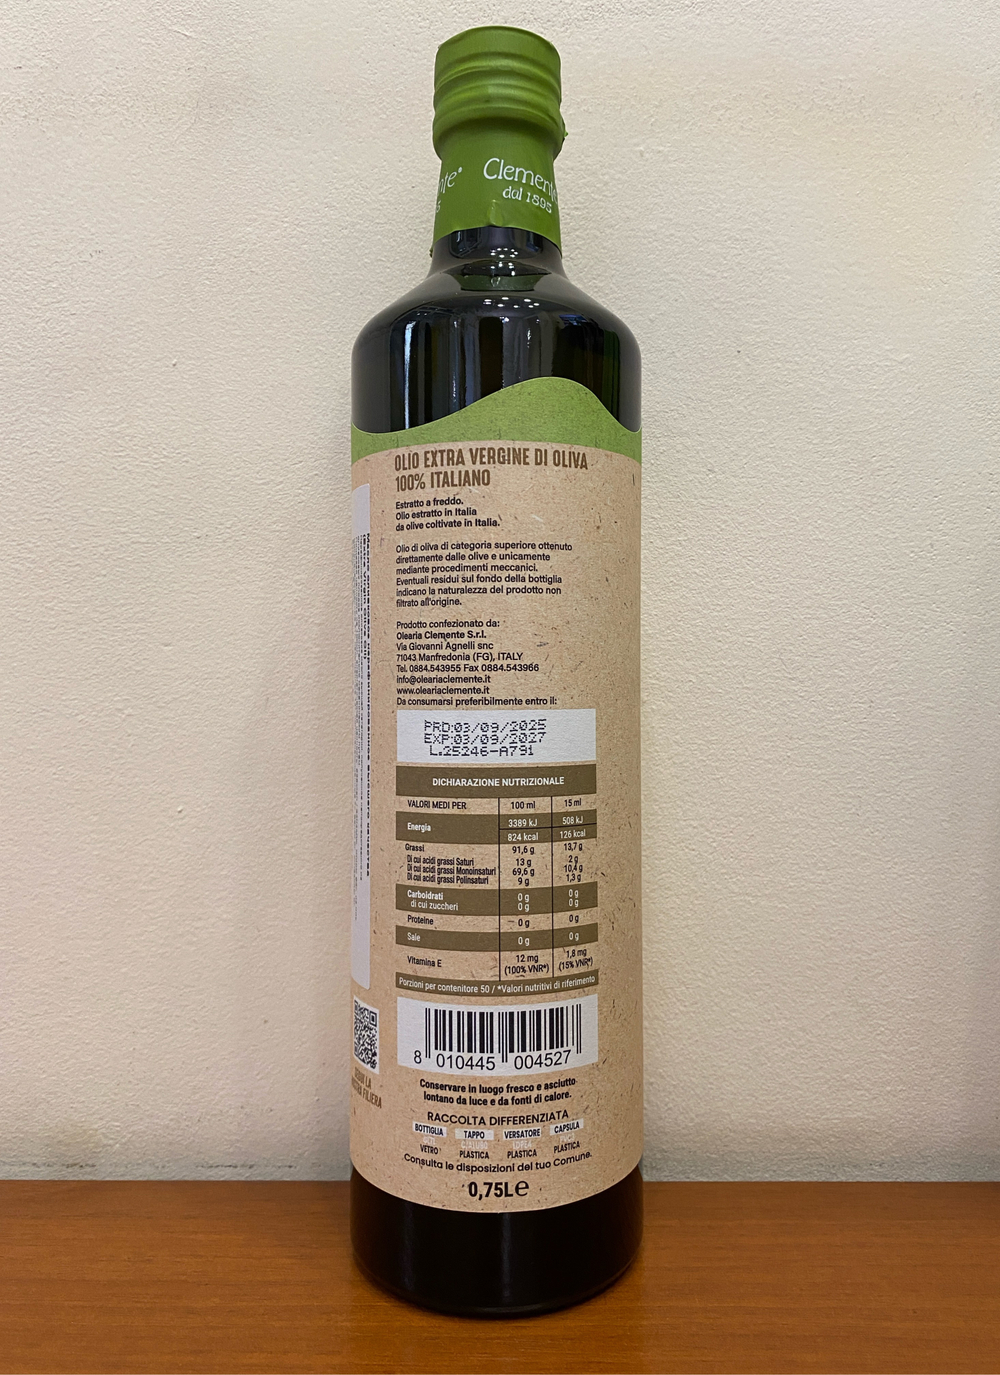 Clemente
dal 1895
OLIO EXTRA VERGINE DI OLIVA
100% ITALIANO
Estratto a freddo.
Olio estratto in Italia
da olive coltivate in Italia.
Olio di oliva di categoria superiore ottenuto
direttamente dalle olive e unicamente
mediante procedimenti meccanici.
Eventuali residui sul fondo della bottiglia
indicano la naturalezza del prodotto non
filtrato all'origine.
Prodotto confezionato da:
Olearia Clemente S.r.l.
Via Giovanni Agnelli snc
71043 Manfredonia (FG), ITALY
Tel. 0884.543955 Fax 0884.543966
info@oleariaclemente.it
www.oleariaclemente.it
Da consumarsi preferibilmente entro il:
PRD:03/09/2025
EXP:03/09/2027
L.25246-A791
DICHIARAZIONE NUTRIZIONALE
VALORI MEDI PER 100 ml 15 ml
Energia 3389 kJ 508 kJ
824 kcal 126 kcal
Grassi 91,6 g 13,7 g
Di cui acidi grassi Saturi 13 g 2 g
Di cui acidi grassi Monoinsaturi 69,6 g 10,4 g
Di cui acidi grassi Polinsaturi 9 g 1,3 g
Carboidrati 0 g 0 g
di cui zuccheri 0 g 0 g
Proteine 0 g 0 g
Sale 0 g 0 g
Vitamina E 12 mg 1,8 mg
(100% VNR*) (15% VNR*)
Porzioni per contenitore 50 / *Valori nutritivi di riferimento
8 010445 004527
Conservare in luogo fresco e asciutto
lontano da luce e da fonti di calore.
RACCOLTA DIFFERENZIATA
BOTTIGLIA TAPPO VERSATORE CAPSULA
VETRO PLASTICA PLASTICA PLASTICA
Consulta le disposizioni del tuo Comune.
0,75L e
FILIERA